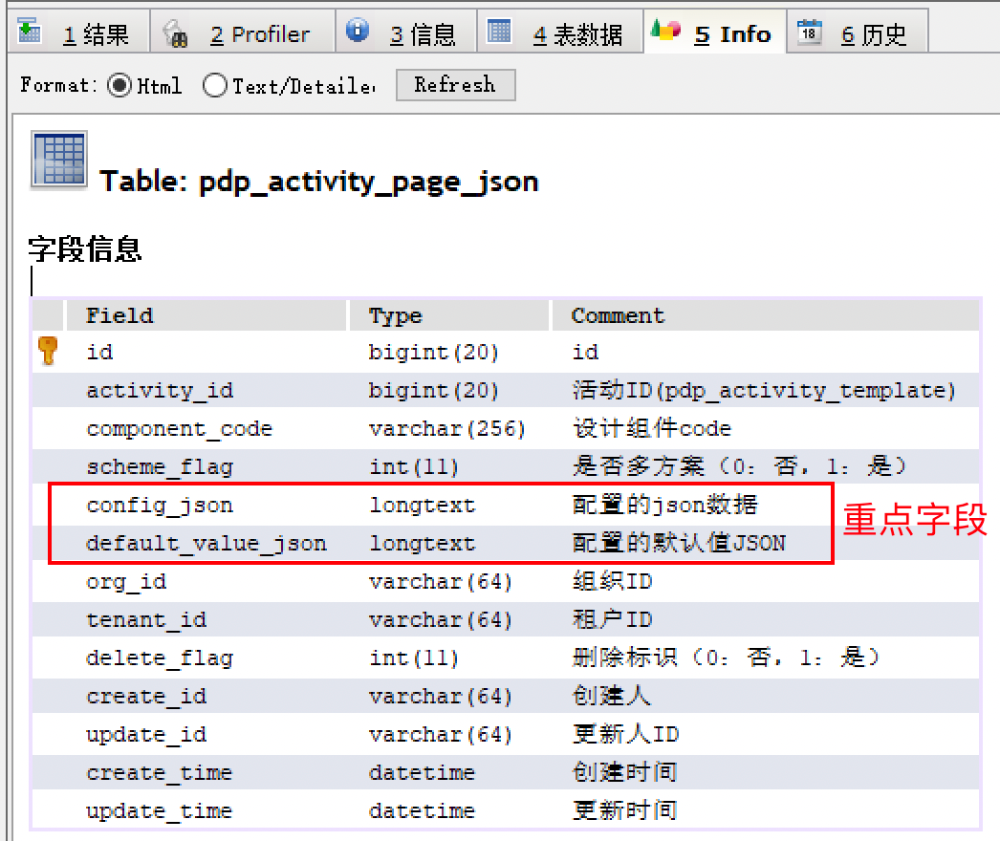 1 结果 2 Profiler 3 信息 4 表数据 5 Info 18 6 历史
Format: Html Text/Detaile Refresh
Table: pdp_activity_page_json
字段信息
Field Type Comment
id bigint(20) id
activity_id bigint(20) 活动ID(pdp_activity_template)
component_code varchar(256) 设计组件code
scheme_flag int(11) 是否多方案（0：否，1：是）
config_json longtext 配置的json数据
default_value_json longtext 配置的默认值JSON
重点字段
org_id varchar(64) 组织ID
tenant_id varchar(64) 租户ID
delete_flag int(11) 删除标识（0：否，1：是）
create_id varchar(64) 创建人
update_id varchar(64) 更新人ID
create_time datetime 创建时间
update_time datetime 更新时间